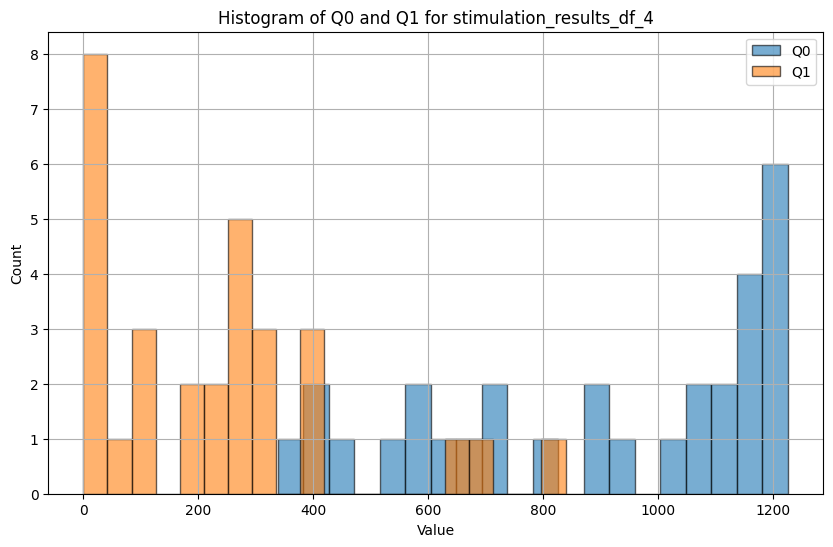 Histogram of Q0 and Q1 for stimulation_results_df_4
Q0
Q1
8
7
6
5
4
3
2
1
0
Count
0 200 400 600 800 1000 1200
Value